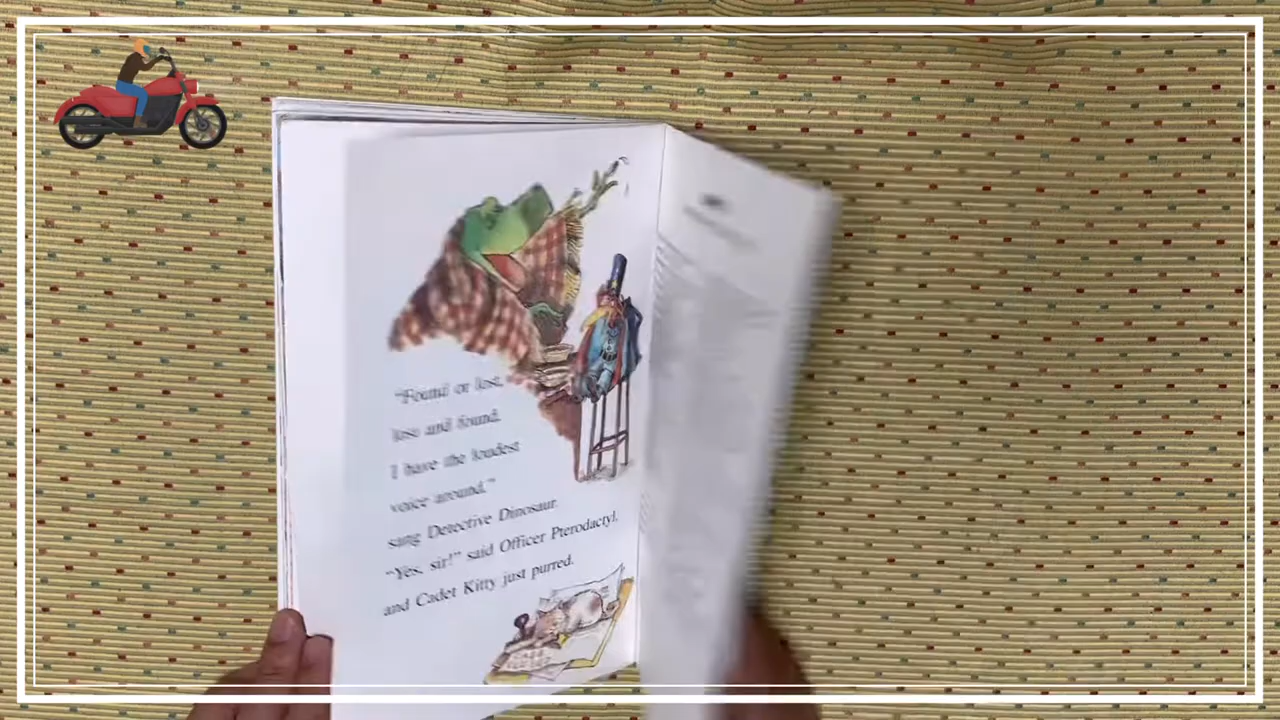 “Found or lost,
lost and found.
I have the loudest
voice around.”
sang Detective Dinosaur.
“Yes, sir!” said Officer Pterodactyl,
and Cadet Kitty just purred.